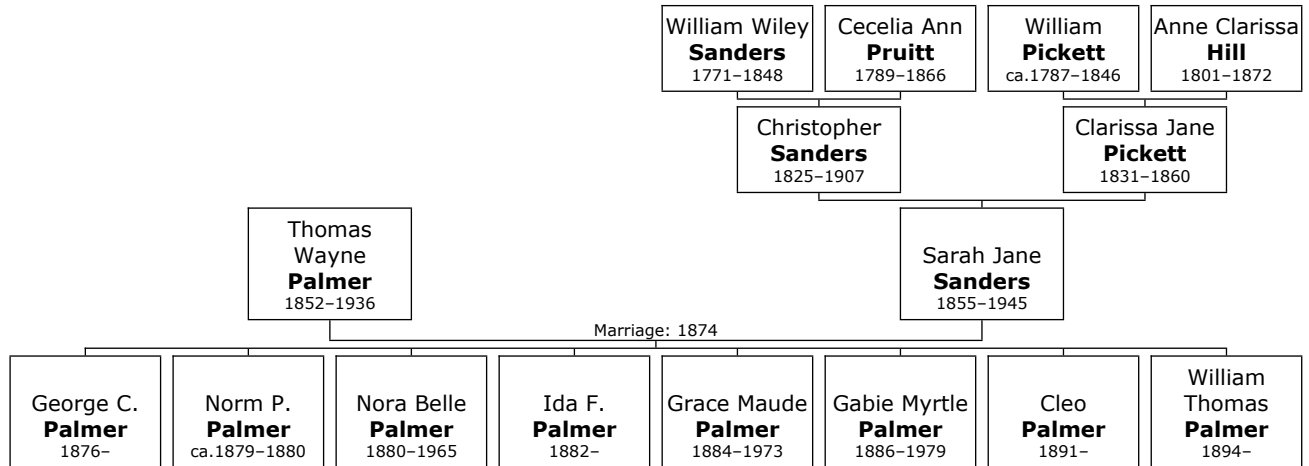 William Wiley
Sanders
1771–1848
Cecelia Ann
Pruitt
1789–1866
William
Pickett
ca.1787–1846
Anne Clarissa
Hill
1801–1872
Christopher
Sanders
1825–1907
Clarissa Jane
Pickett
1831–1860
Thomas
Wayne
Palmer
1852–1936
Sarah Jane
Sanders
1855–1945
Marriage: 1874
George C.
Palmer
1876–
Norm P.
Palmer
ca.1879–1880
Nora Belle
Palmer
1880–1965
Ida F.
Palmer
1882–
Grace Maude
Palmer
1884–1973
Gabie Myrtle
Palmer
1886–1979
Cleo
Palmer
1891–
William
Thomas
Palmer
1894–